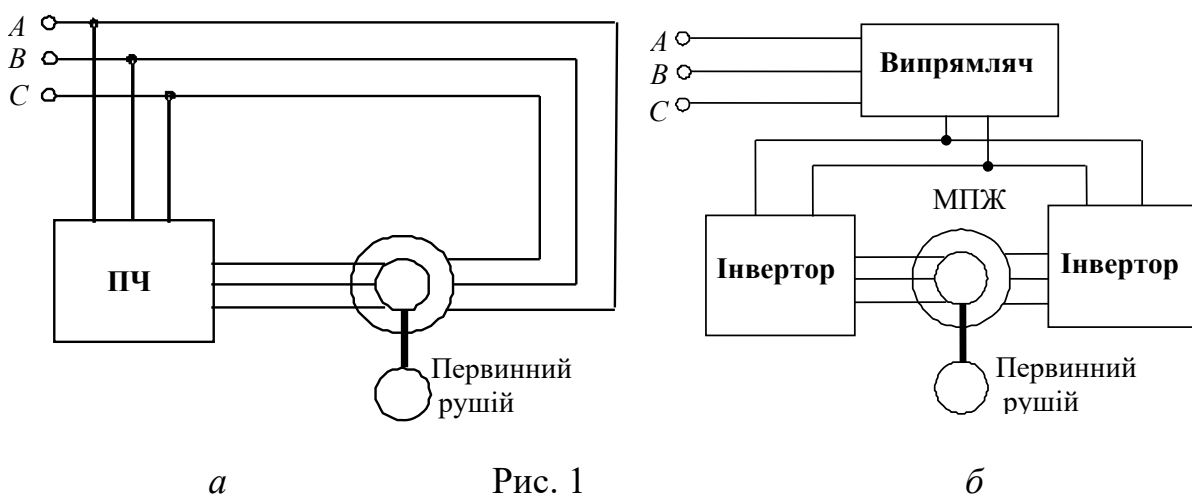 A
B
C
ПЧ
Первинний
рушій
а
Рис. 1
A
B
C
Випрямляч
МПЖ
Інвертор
Інвертор
Первинний
рушій
б